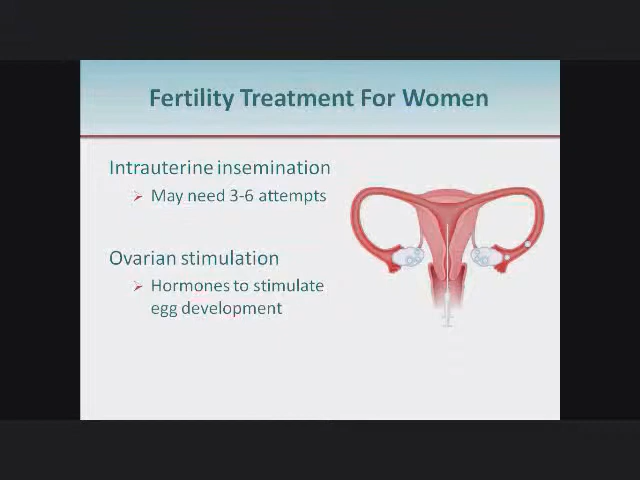 Fertility Treatment For Women
Intrauterine insemination
May need 3-6 attempts
Ovarian stimulation
Hormones to stimulate
egg development